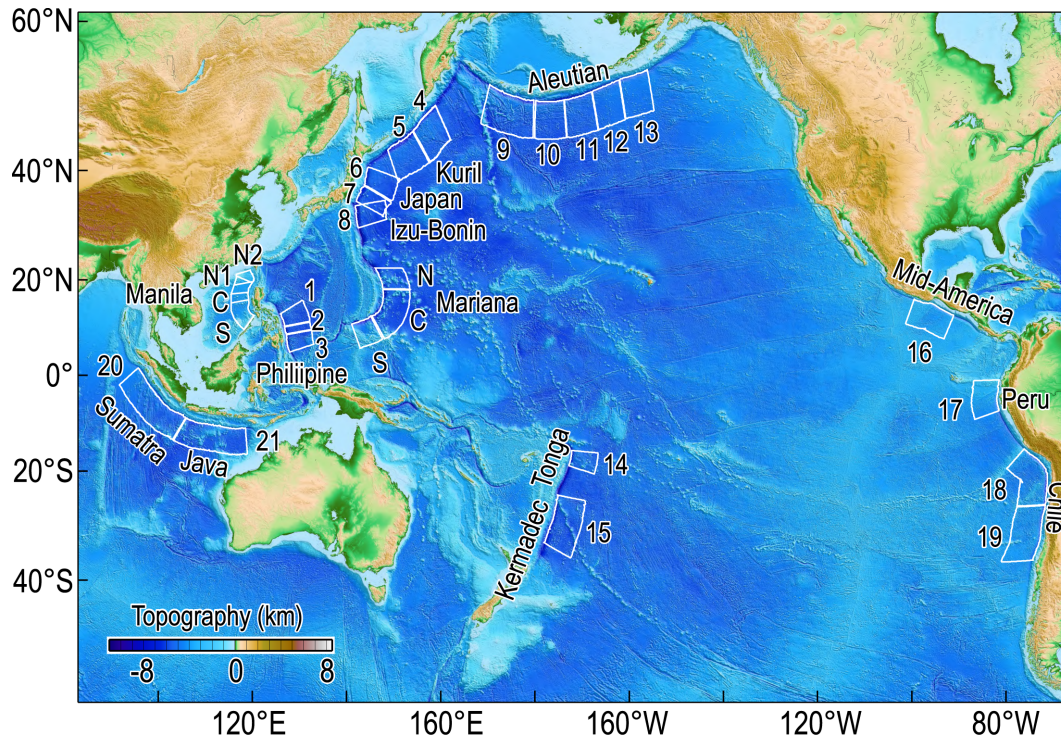 60°N
40°N
20°N
0°
20°S
40°S
Aleutian
4
5
6
7
8
9
10
11
12
13
Kuril
Japan
Izu-Bonin
N2
N1
Manila
C
S
1
2
3
Philiipine
N
Mariana
C
S
Mid-America
16
17
Peru
18
19
Chile
20
Sumatra
Java
21
Tonga
14
Kermadec
15
Topography (km)
-8
0
8
120°E
160°E
160°W
120°W
80°W